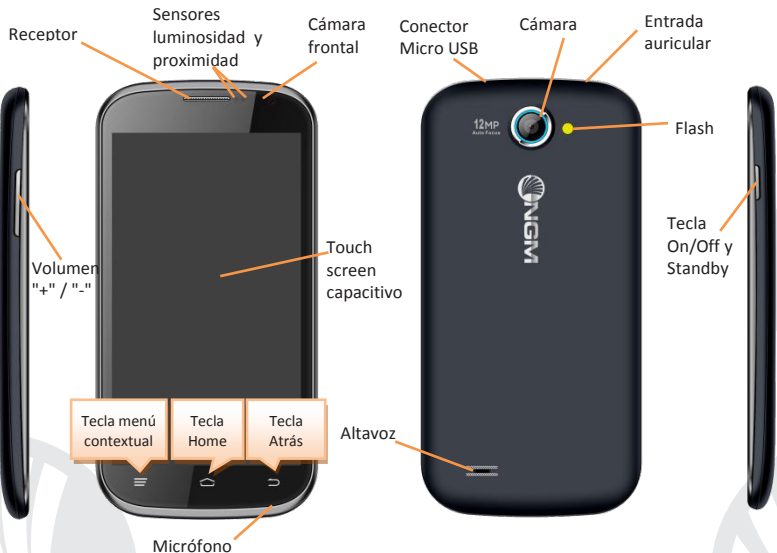 Receptor
Sensores
luminosidad y
proximidad
Cámara
frontal
Conector
Micro USB
Cámara
Entrada
auricular
12MP
Auto Focus
Flash
NGM
Volumen
"+" / "-"
Touch
screen
capacitivo
Tecla
On/Off y
Standby
Tecla menú
contextual
Tecla
Home
Tecla
Atrás
Altavoz
Micrófono